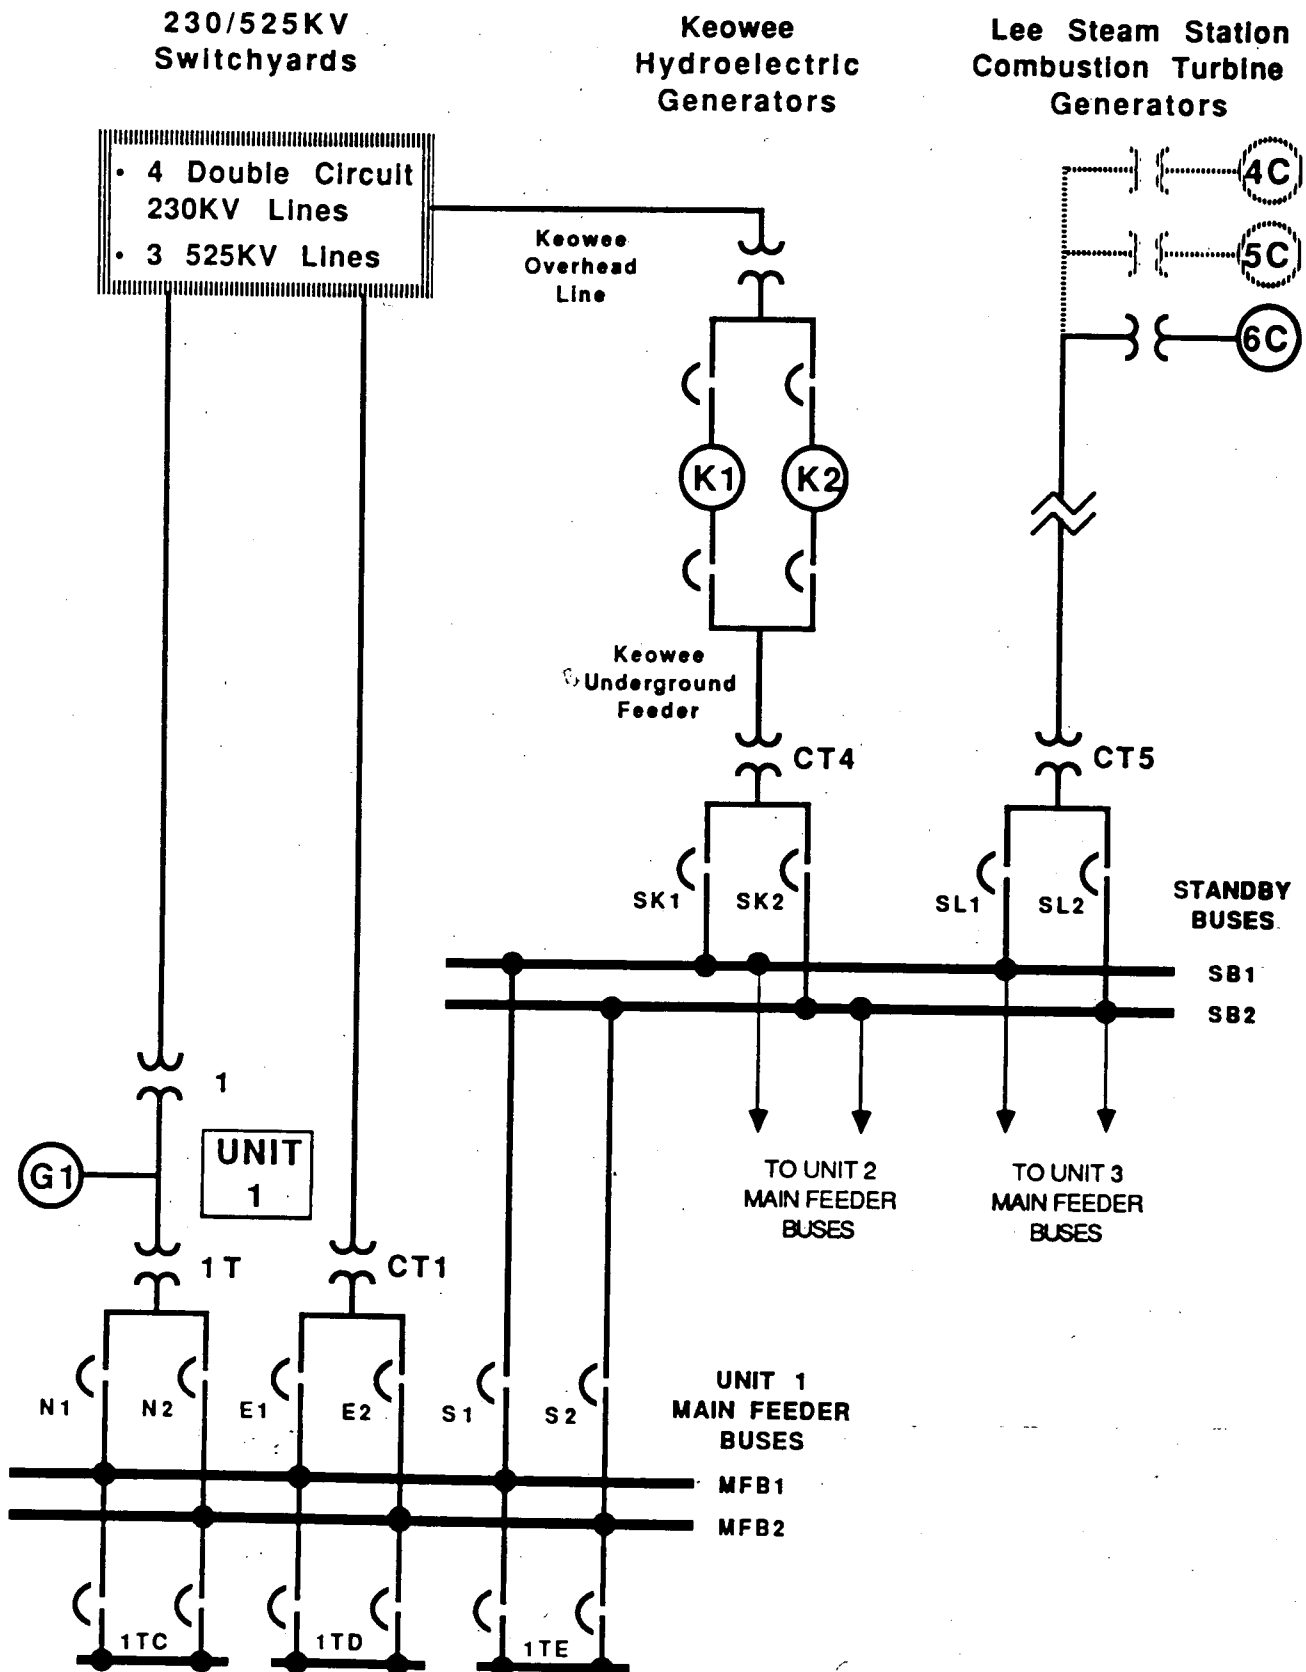 230/525KV
Switchyards
Keowee
Hydroelectric
Generators
Lee Steam Station
Combustion Turbine
Generators
• 4 Double Circuit
230KV Lines
• 3 525KV Lines
Keowee
Overhead
Line
4C
5C
6C
K1
K2
Keowee
Underground
Feeder
CT4
CT5
SK1
SK2
SL1
SL2
STANDBY
BUSES
SB1
SB2
1
G1
UNIT
1
TO UNIT 2
MAIN FEEDER
BUSES
TO UNIT 3
MAIN FEEDER
BUSES
1T
CT1
N1
N2
E1
E2
S1
S2
UNIT 1
MAIN FEEDER
BUSES
MFB1
MFB2
1TC
1TD
1TE